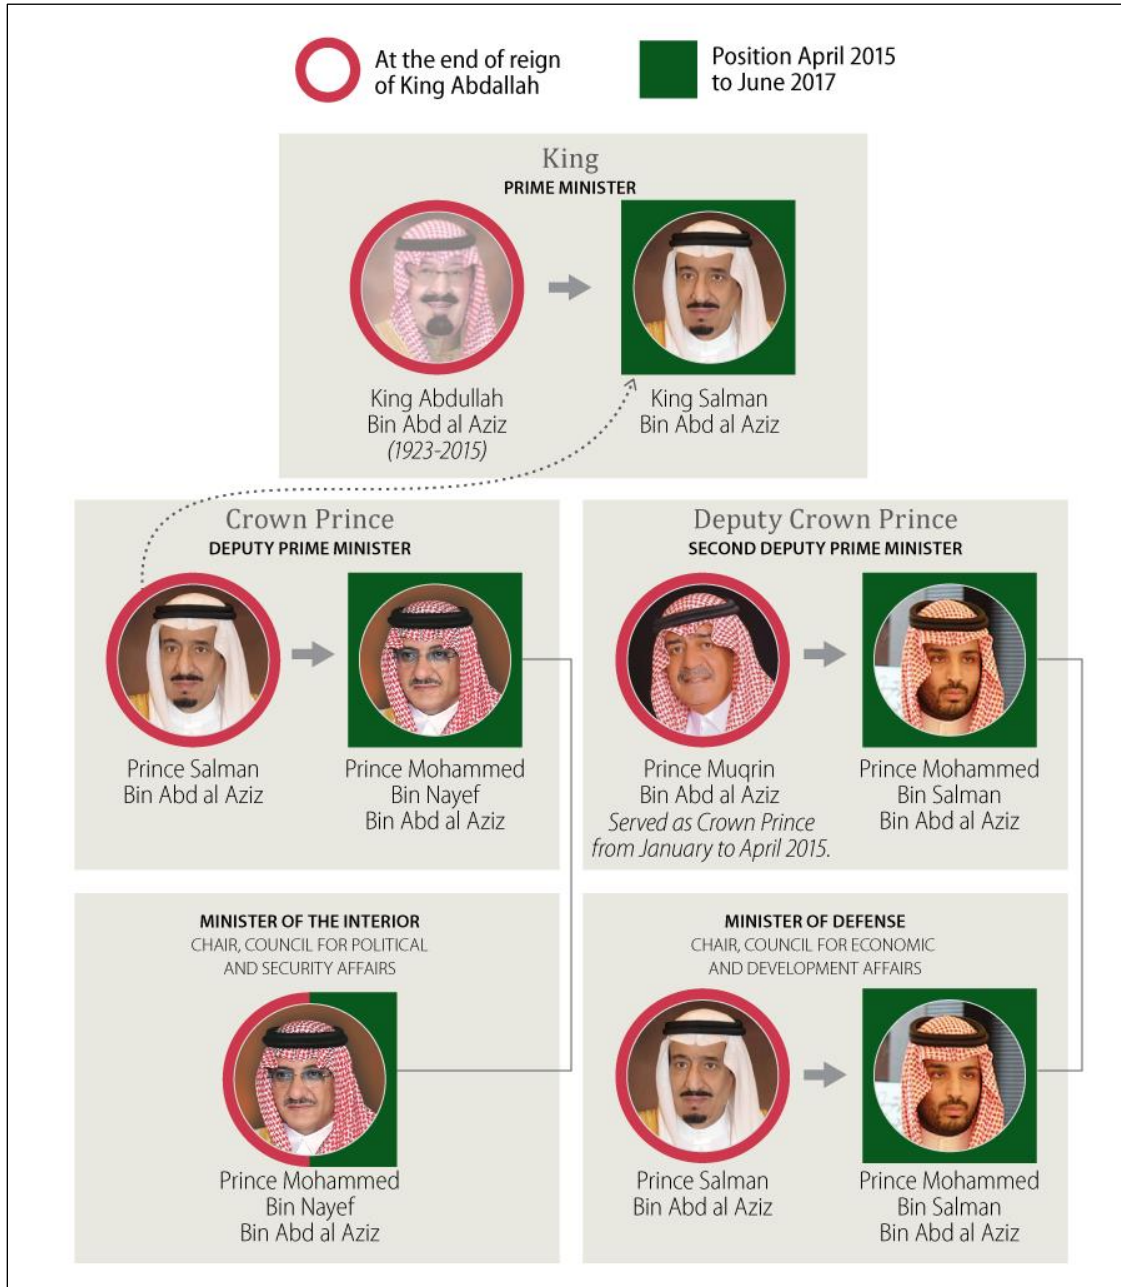 At the end of reign
of King Abdallah
Position April 2015
to June 2017
King
PRIME MINISTER
King Abdullah
Bin Abd al Aziz
(1923-2015)
King Salman
Bin Abd al Aziz
Crown Prince
DEPUTY PRIME MINISTER
Prince Salman
Bin Abd al Aziz
Prince Mohammed
Bin Nayef
Bin Abd al Aziz
Deputy Crown Prince
SECOND DEPUTY PRIME MINISTER
Prince Muqrin
Bin Abd al Aziz
Served as Crown Prince
from January to April 2015.
Prince Mohammed
Bin Salman
Bin Abd al Aziz
MINISTER OF THE INTERIOR
CHAIR, COUNCIL FOR POLITICAL
AND SECURITY AFFAIRS
Prince Mohammed
Bin Nayef
Bin Abd al Aziz
MINISTER OF DEFENSE
CHAIR, COUNCIL FOR ECONOMIC
AND DEVELOPMENT AFFAIRS
Prince Salman
Bin Abd al Aziz
Prince Mohammed
Bin Salman
Bin Abd al Aziz